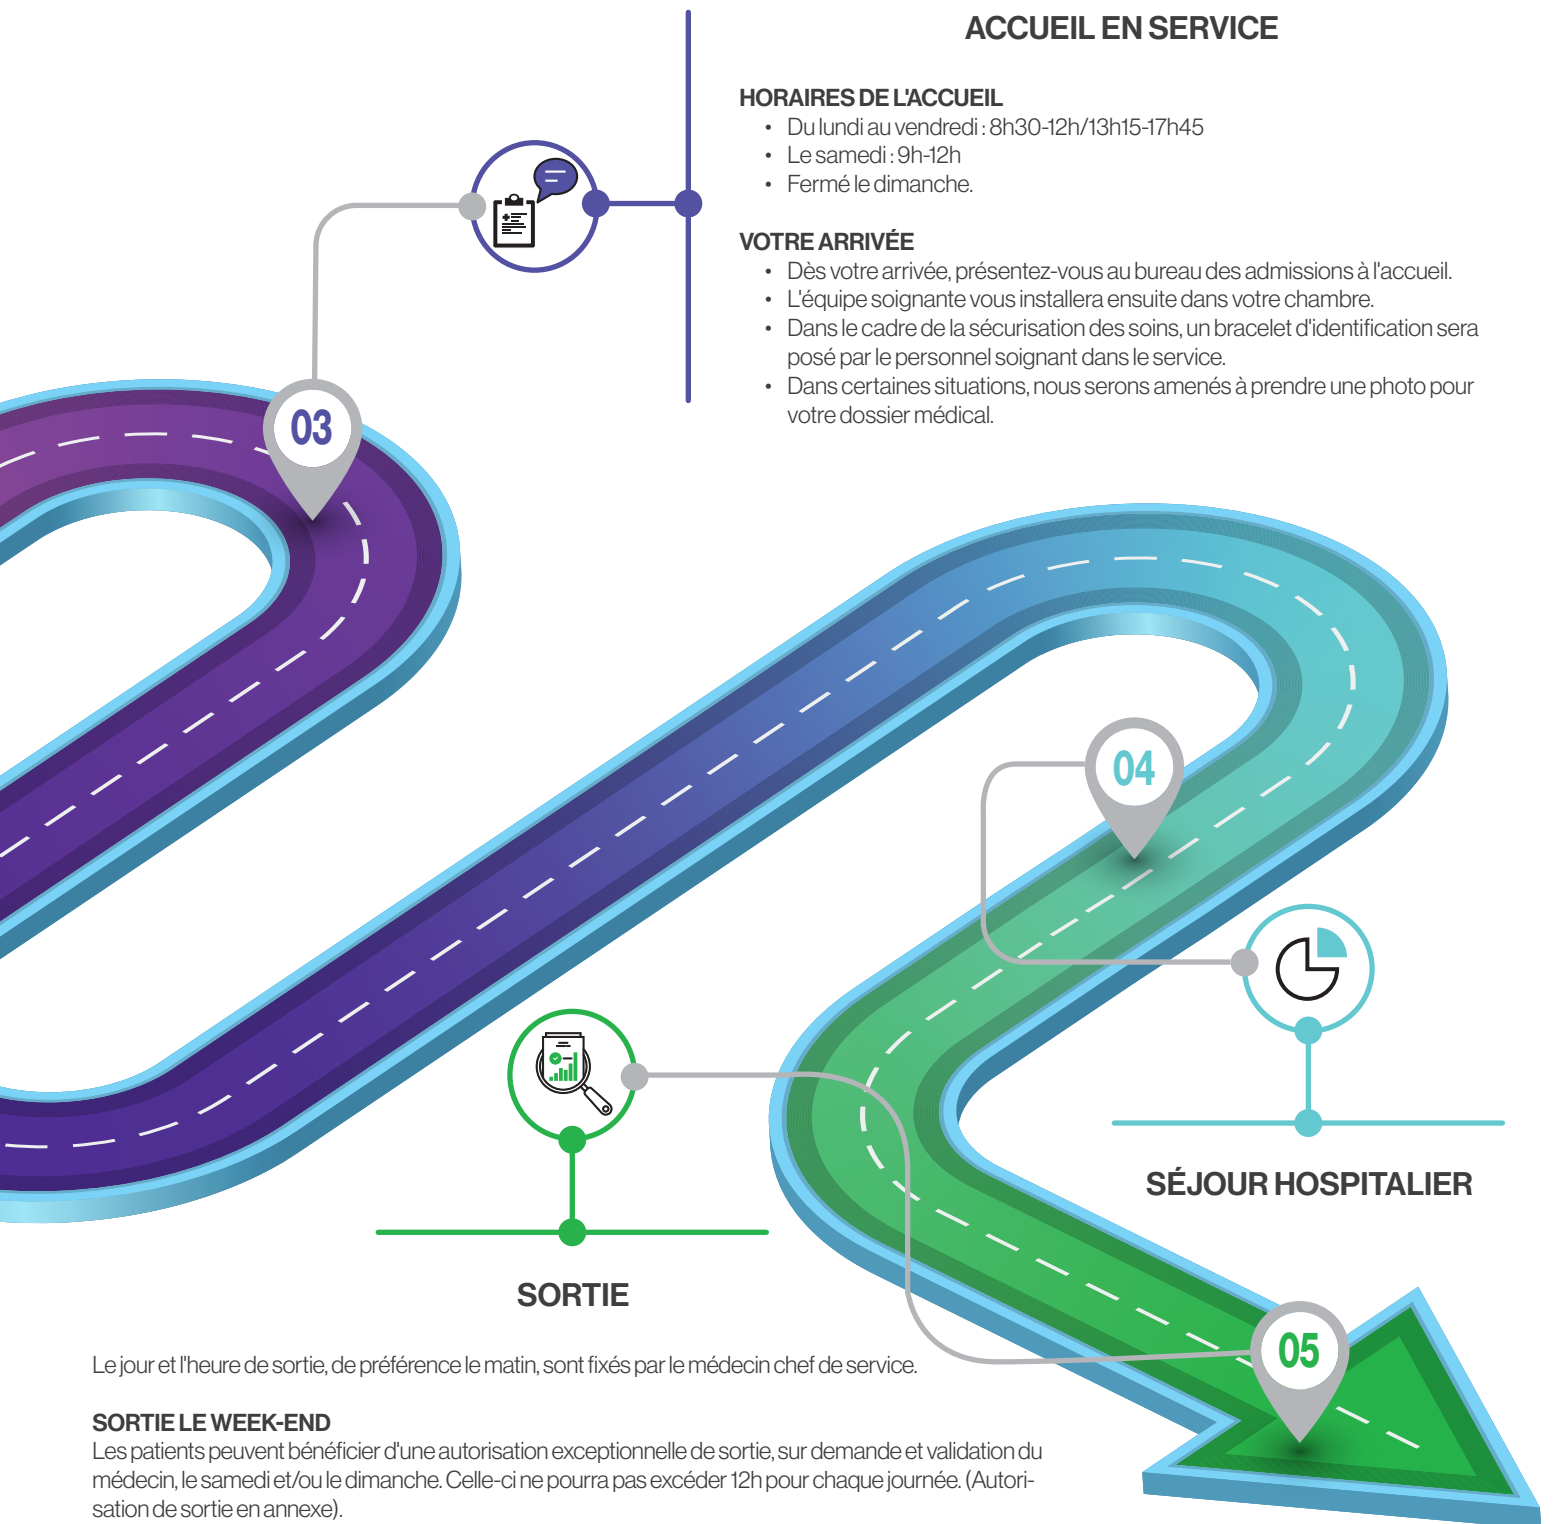 ACCUEIL EN SERVICE
HORAIRES DE L'ACCUEIL
• Du lundi au vendredi : 8h30-12h/13h15-17h45
• Le samedi : 9h-12h
• Fermé le dimanche.
VOTRE ARRIVÉE
• Dès votre arrivée, présentez-vous au bureau des admissions à l'accueil.
• L'équipe soignante vous installera ensuite dans votre chambre.
• Dans le cadre de la sécurisation des soins, un bracelet d'identification sera
posé par le personnel soignant dans le service.
• Dans certaines situations, nous serons amenés à prendre une photo pour
votre dossier médical.
03
04
SÉJOUR HOSPITALIER
SORTIE
05
Le jour et l'heure de sortie, de préférence le matin, sont fixés par le médecin chef de service.
SORTIE LE WEEK-END
Les patients peuvent bénéficier d'une autorisation exceptionnelle de sortie, sur demande et validation du
médecin, le samedi et/ou le dimanche. Celle-ci ne pourra pas excéder 12h pour chaque journée. (Autori-
sation de sortie en annexe).